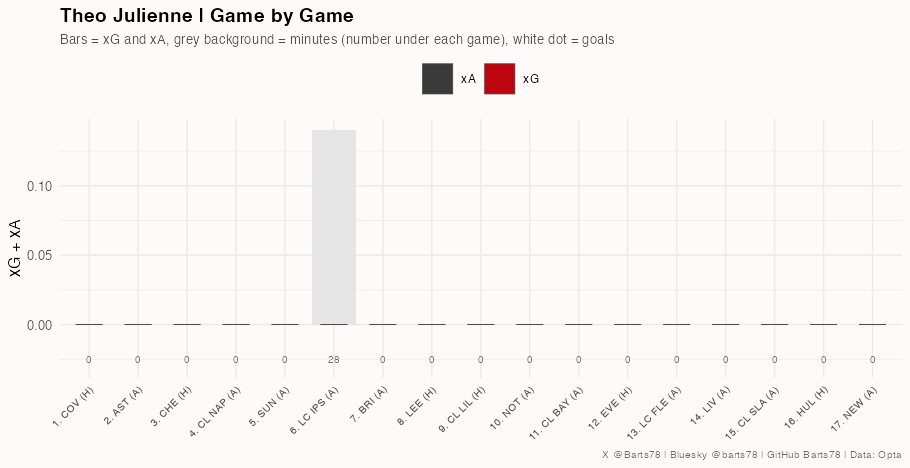 Theo Julienne | Game by Game
Bars = xG and xA, grey background = minutes (number under each game), white dot = goals
xA xG
xG + xA
0.10
0.05
0.00
0 0 0 0 0 28 0 0 0 0 0 0 0 0 0 0 0
1. COV (H) 2. AST (A) 3. CHE (H) 4. CL NAP (A) 5. SUN (A) 6. LC IPS (A) 7. BRI (A) 8. LEE (H) 9. CL LIL (H) 10. NOT (A) 11. CL BAY (A) 12. EVE (H) 13. LC FLE (A) 14. LIV (A) 15. CL SLA (A) 16. HUL (H) 17. NEW (A)
X @Barts78 | Bluesky @barts78 | GitHub Barts78 | Data: Opta